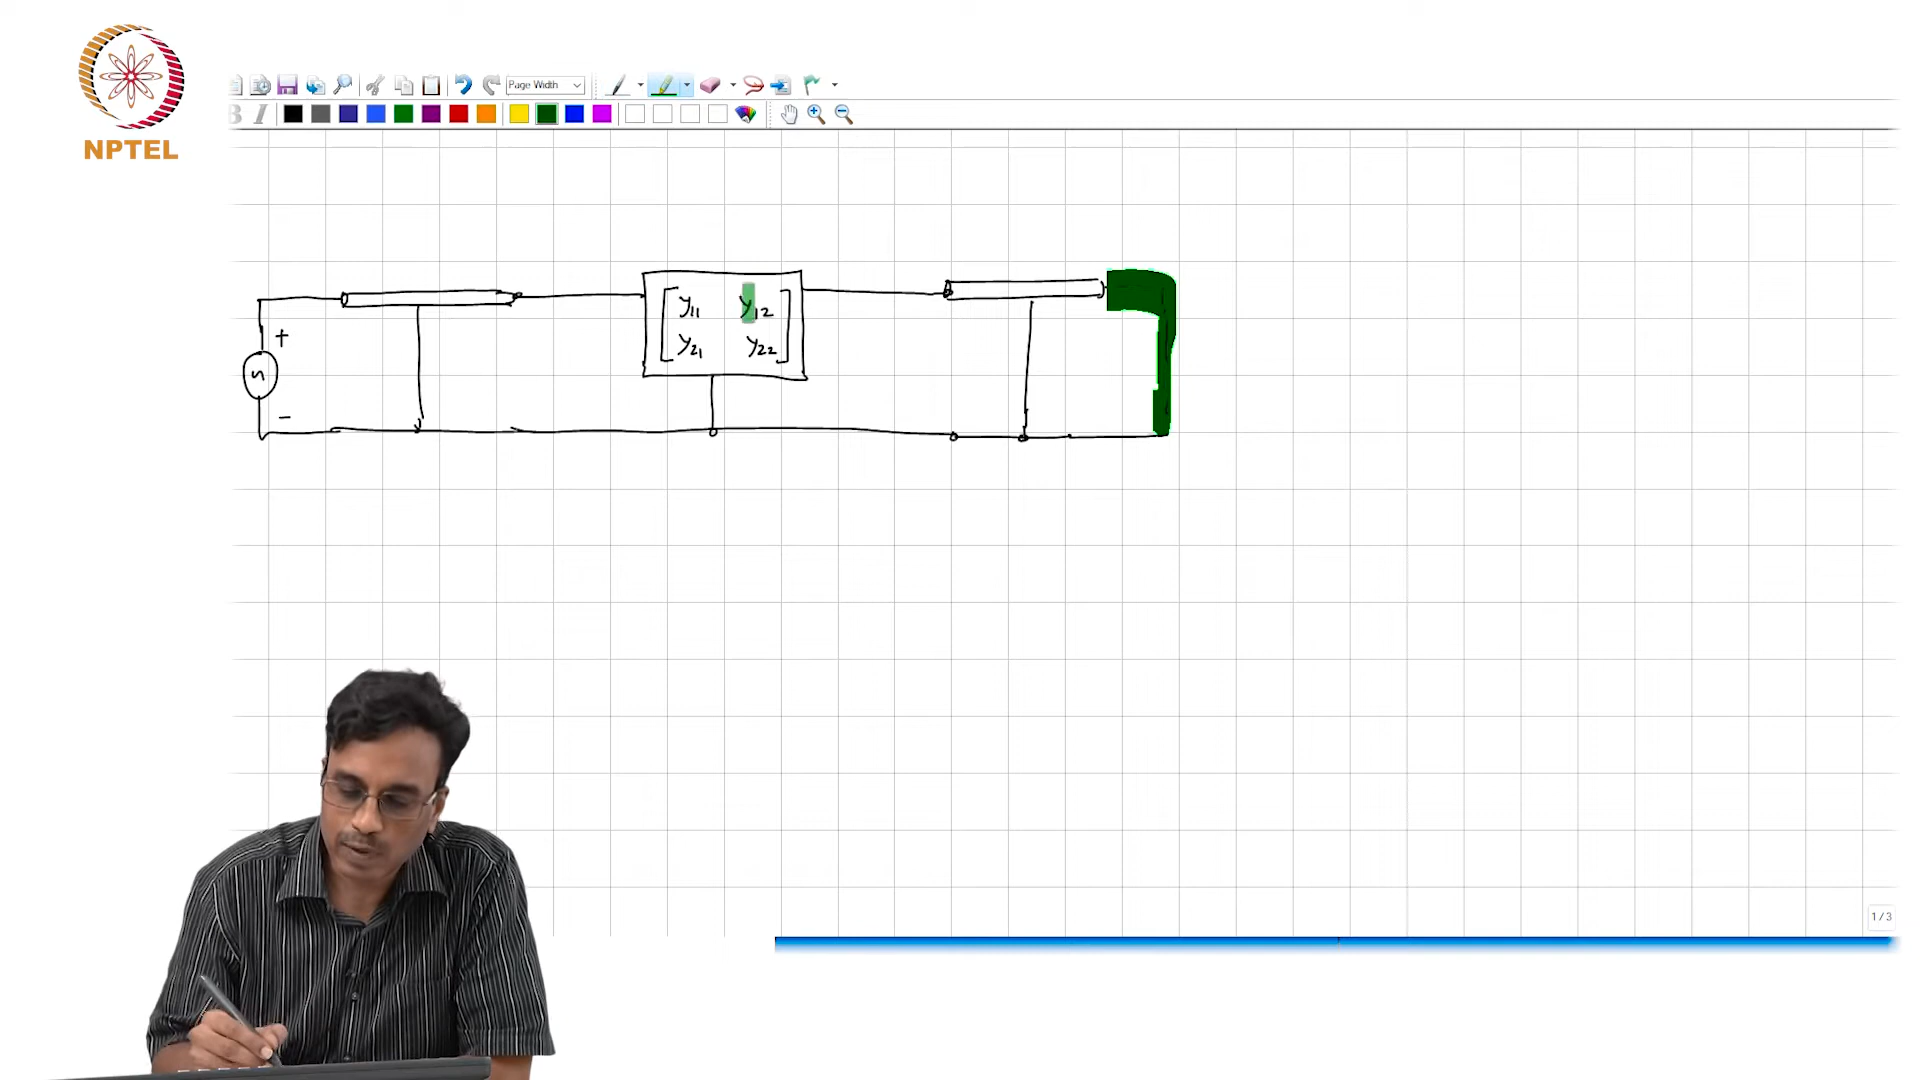 NPTEL
Page Width
B I
y11 y12
y21 y22
+
-
1/3